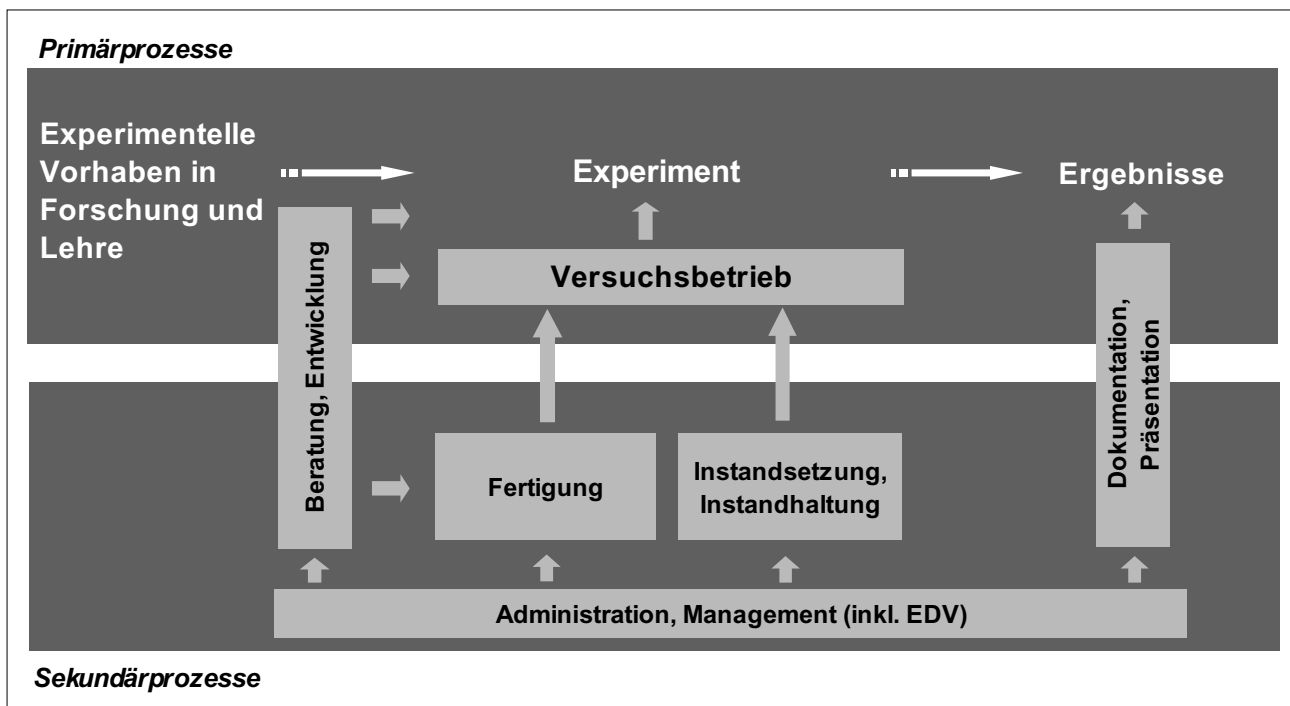 Primärprozesse
Experimentelle
Vorhaben in
Forschung und
Lehre
Experiment
Ergebnisse
Versuchsbetrieb
Beratung, Entwicklung
Dokumentation,
Präsentation
Fertigung
Instandsetzung,
Instandhaltung
Administration, Management (inkl. EDV)
Sekundärprozesse